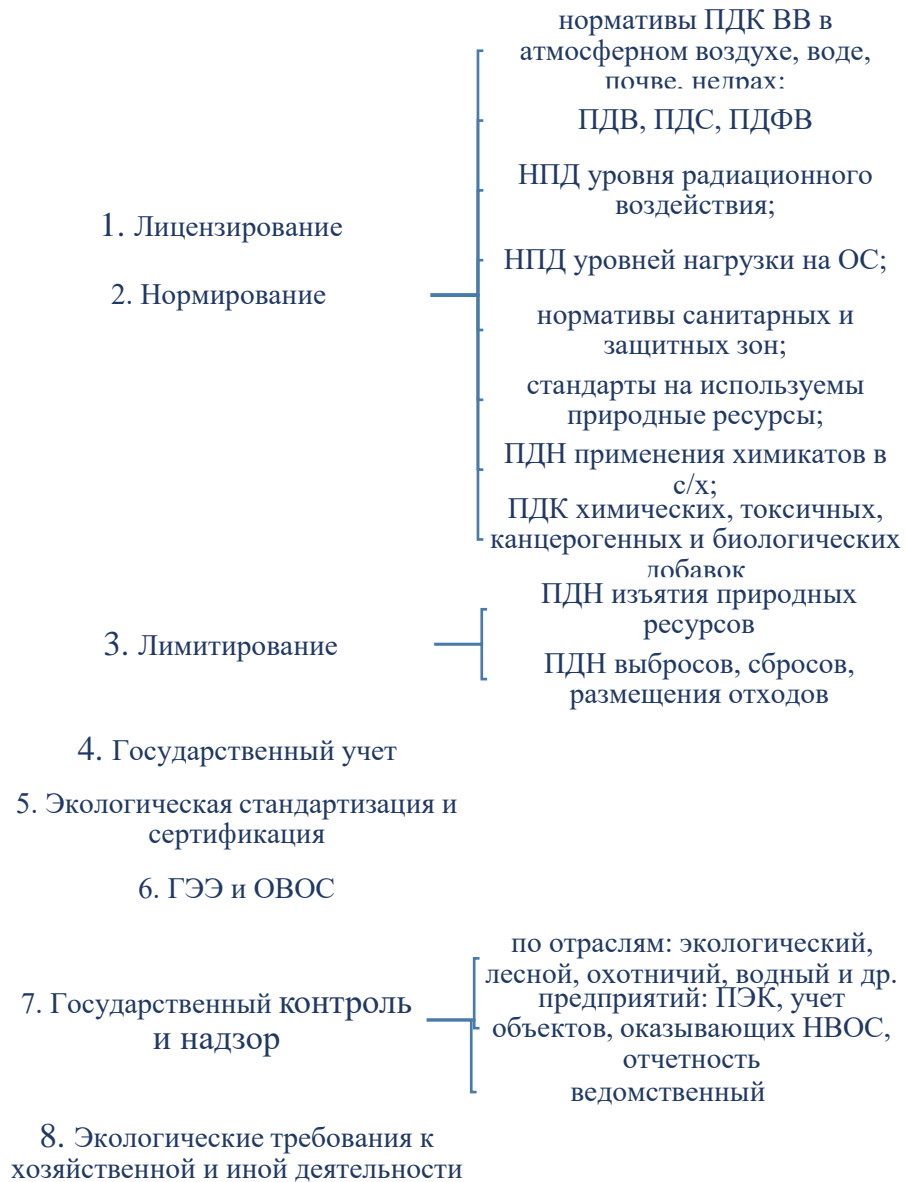 нормативы ПДК ВВ в
атмосферном воздухе, воде,
почве, недрах;
ПДВ, ПДС, ПДФВ
НПД уровня радиационного
воздействия;
1. Лицензирование
НПД уровней нагрузки на ОС;
2. Нормирование
нормативы санитарных и
защитных зон;
стандарты на используемы
природные ресурсы;
ПДН применения химикатов в
с/х;
ПДК химических, токсичных,
канцерогенных и биологических
добавок
ПДН изъятия природных
ресурсов
3. Лимитирование
ПДН выбросов, сбросов,
размещения отходов
4. Государственный учет
5. Экологическая стандартизация и
сертификация
6. ГЭЭ и ОВОС
по отраслям: экологический,
лесной, охотничий, водный и др.
7. Государственный контроль
и надзор
предприятий: ПЭК, учет
объектов, оказывающих НВОС,
отчетность
ведомственный
8. Экологические требования к
хозяйственной и иной деятельности